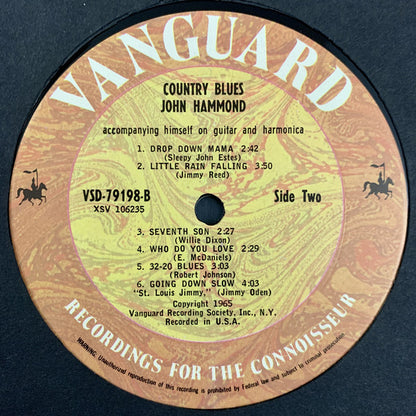 VANGUARD
COUNTRY BLUES
JOHN HAMMOND
accompanying himself on guitar and harmonica
1. DROP DOWN MAMA 2:42
(Sleepy John Estes)
2. LITTLE RAIN FALLING 3:50
(Jimmy Reed)
VSD-79198-B
XSV 106235
Side Two
3. SEVENTH SON 2:27
(Willie Dixon)
4. WHO DO YOU LOVE 2:29
(E. McDaniels)
5. 32-20 BLUES 3:03
(Robert Johnson)
6. GOING DOWN SLOW 4:03
"St. Louis Jimmy," (Jimmy Oden)
Copyright 1965
Vanguard Recording Society, Inc., N.Y.
Recorded in U.S.A.
RECORDINGS FOR THE CONNOISSEUR
WARNING: Unauthorized reproduction of this recording is prohibited by Federal law and subject to criminal prosecution.